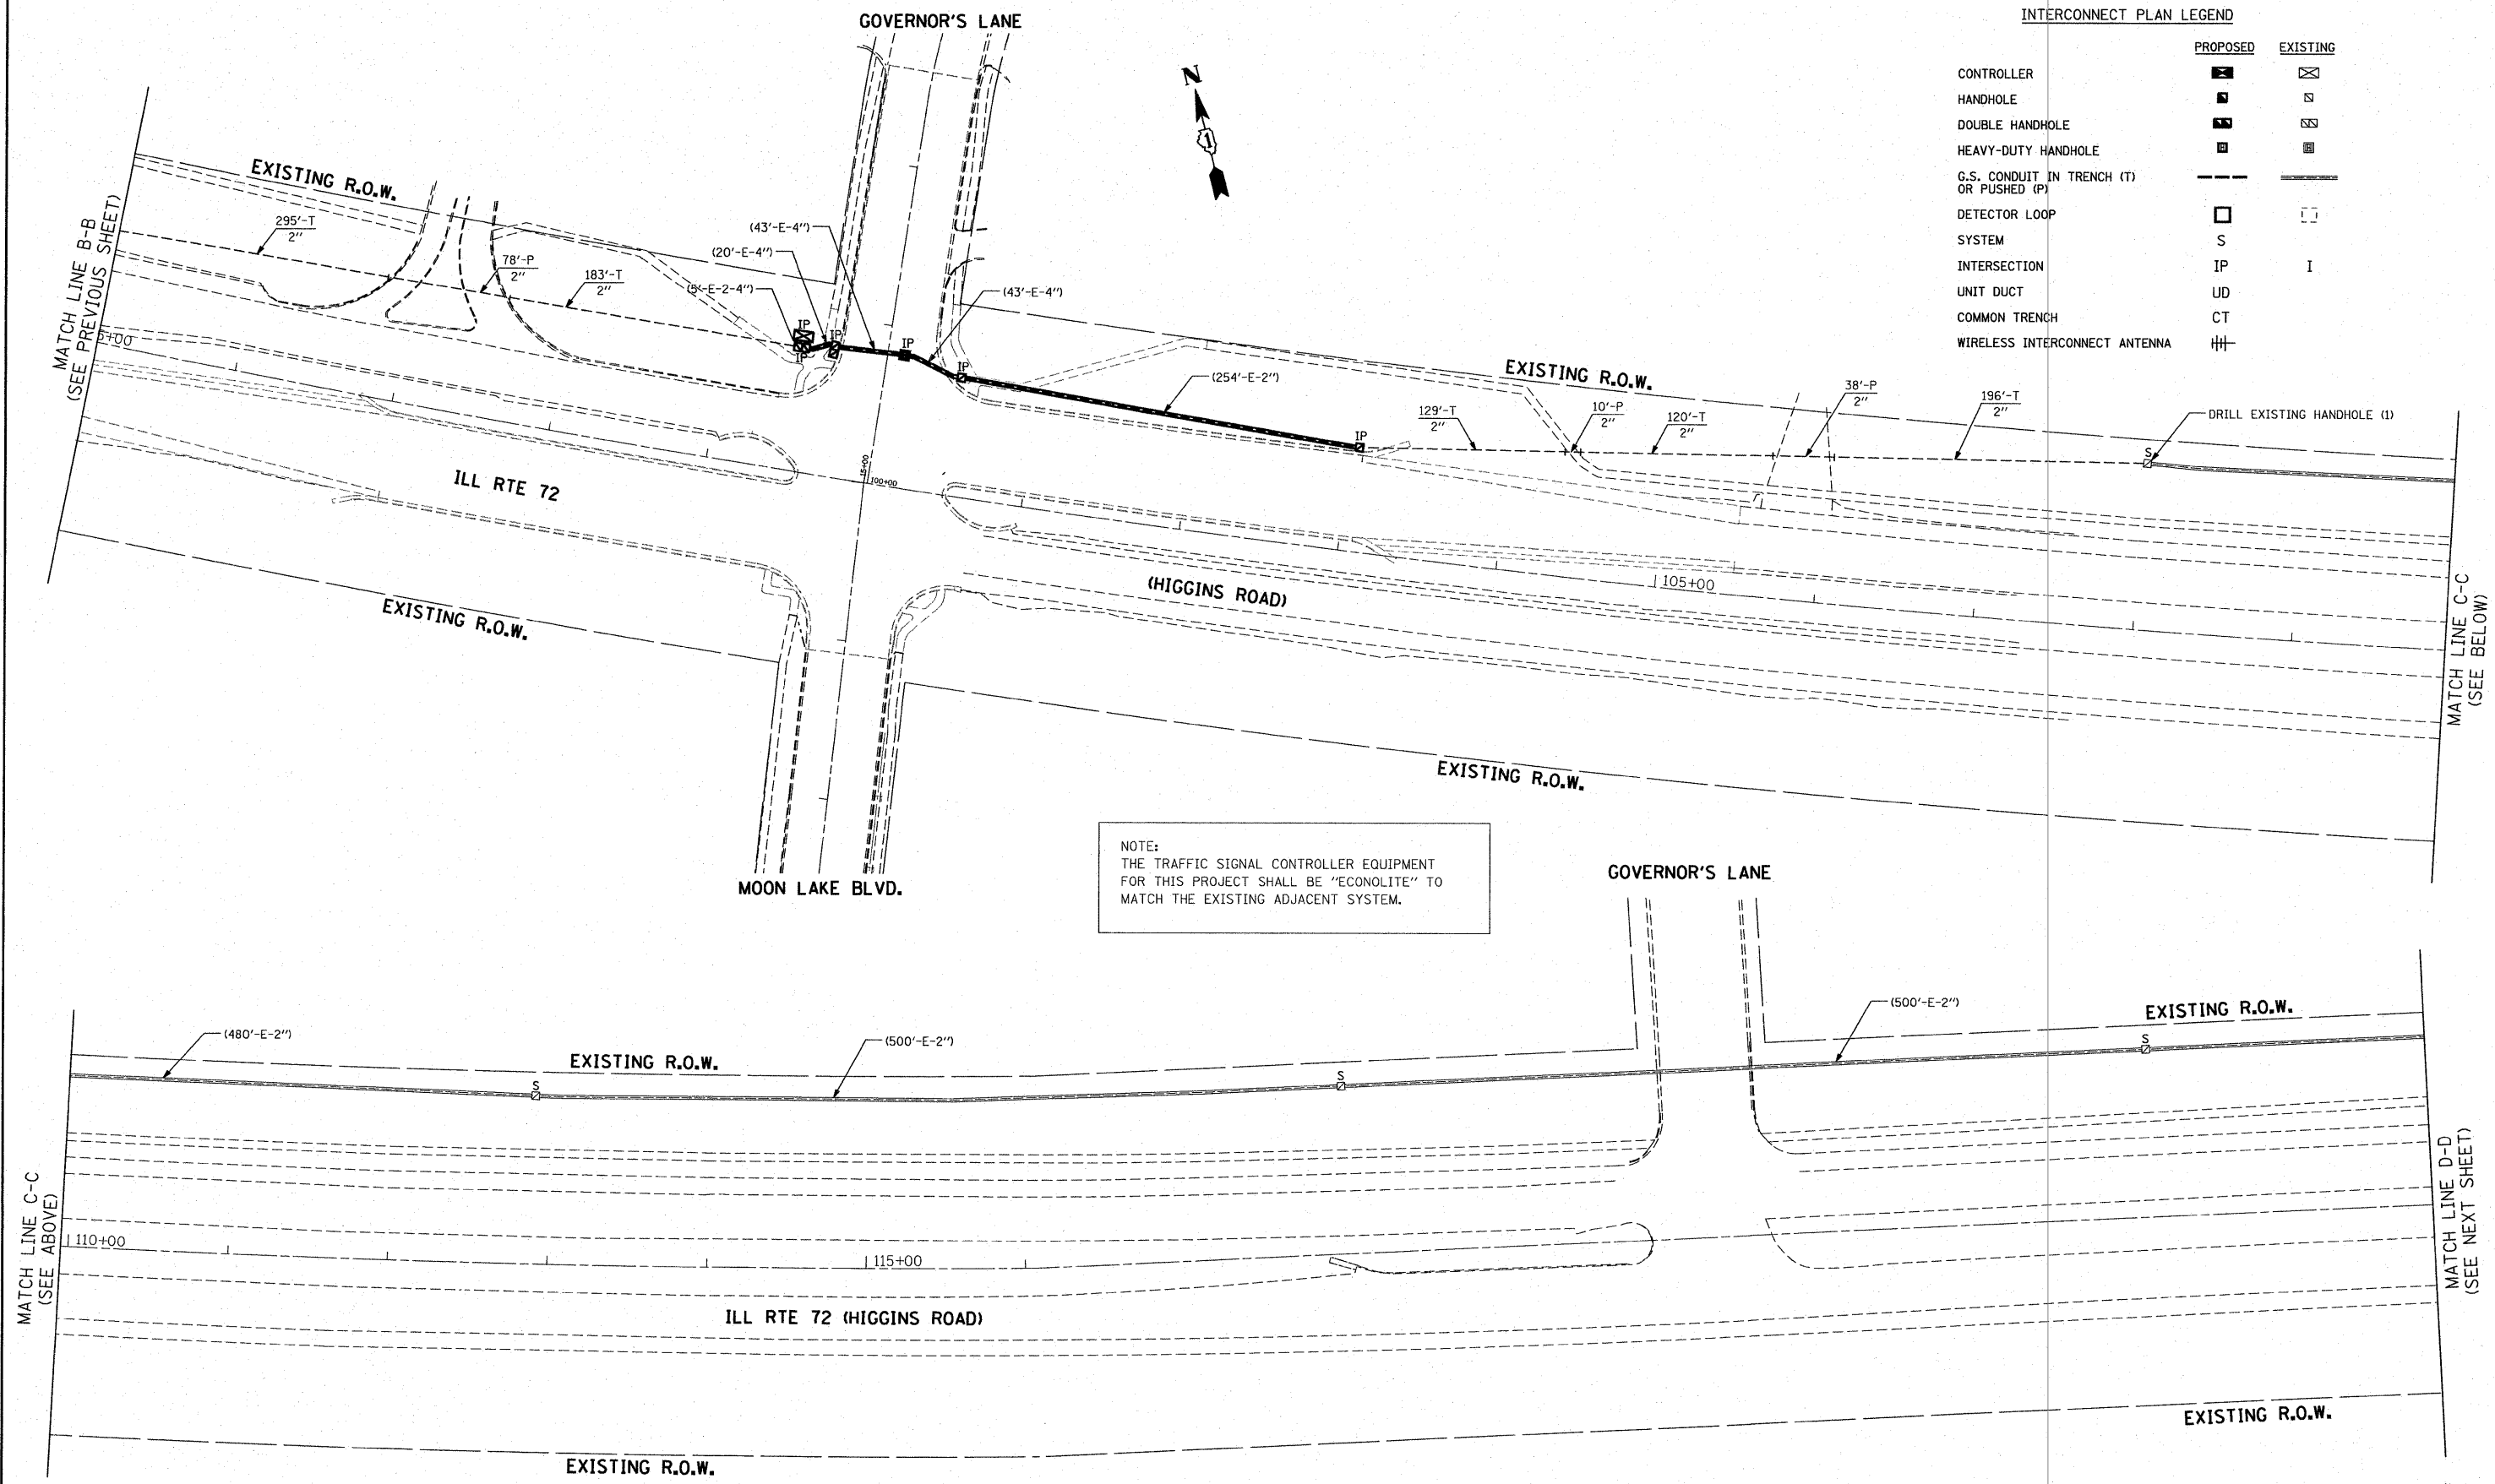 GOVERNOR'S LANE
INTERCONNECT PLAN LEGEND
PROPOSED EXISTING
CONTROLLER
HANDHOLE
DOUBLE HANDHOLE
HEAVY-DUTY HANDHOLE
G.S. CONDUIT IN TRENCH (T)
OR PUSHED (P)
DETECTOR LOOP
SYSTEM S
INTERSECTION IP I
UNIT DUCT UD
COMMON TRENCH CT
WIRELESS INTERCONNECT ANTENNA
N
1
MATCH LINE B-B
(SEE PREVIOUS SHEET)
EXISTING R.O.W.
295'-T
2"
78'-P
2"
183'-T
2"
(43'-E-4")
(20'-E-4")
(5'-E-2-4")
IP
IP
IP
IP
IP
(43'-E-4")
(254'-E-2")
IP
EXISTING R.O.W.
129'-T
2"
10'-P
2"
120'-T
2"
38'-P
2"
196'-T
2"
DRILL EXISTING HANDHOLE (1)
S
5+00
15+00
100+00
105+00
ILL RTE 72
(HIGGINS ROAD)
EXISTING R.O.W.
EXISTING R.O.W.
MATCH LINE C-C
(SEE BELOW)
MOON LAKE BLVD.
NOTE:
THE TRAFFIC SIGNAL CONTROLLER EQUIPMENT
FOR THIS PROJECT SHALL BE "ECONOLITE" TO
MATCH THE EXISTING ADJACENT SYSTEM.
GOVERNOR'S LANE
(480'-E-2")
EXISTING R.O.W.
(500'-E-2")
(500'-E-2")
EXISTING R.O.W.
S
S
S
MATCH LINE C-C
(SEE ABOVE)
110+00
115+00
ILL RTE 72 (HIGGINS ROAD)
MATCH LINE D-D
(SEE NEXT SHEET)
EXISTING R.O.W.
EXISTING R.O.W.